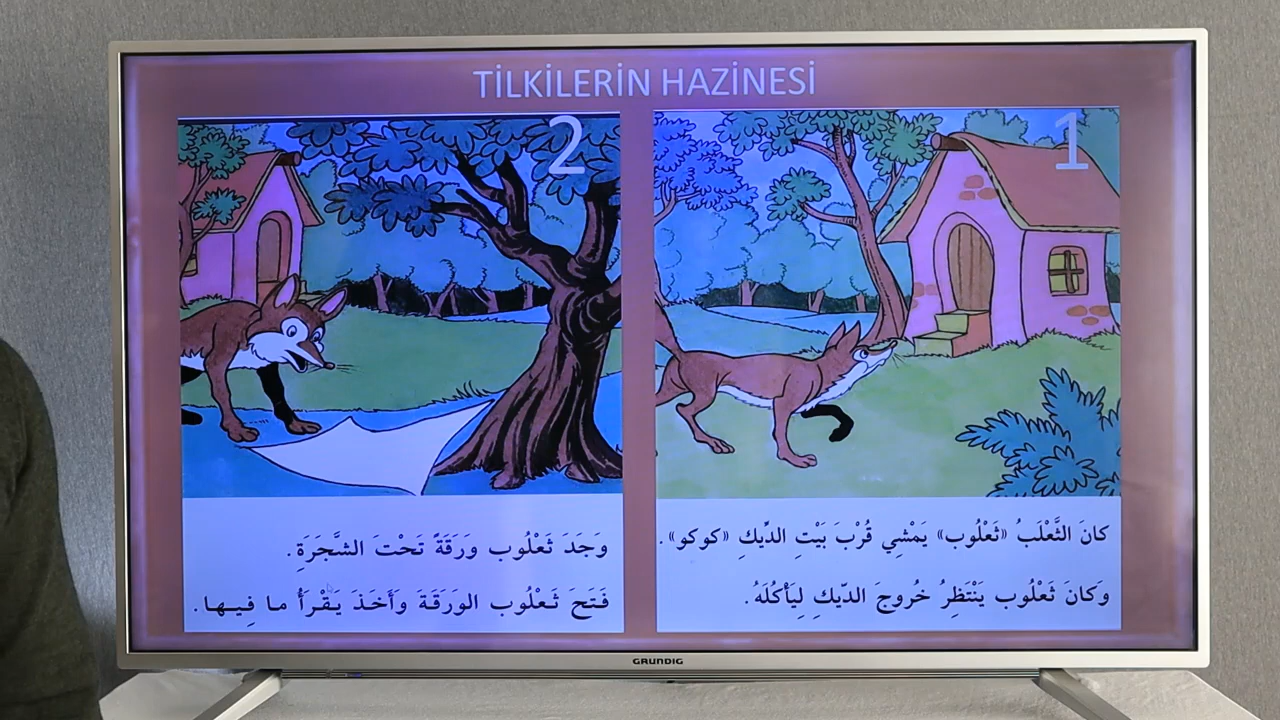 TİLKİLERİN HAZİNESİ
1
كانَ الثَّعْلَبُ «ثَعْلُوب» يَمْشِي قُرْبَ بَيْتِ الدِّيكِ «كوكو».
وَكانَ ثَعْلُوب يَنْتَظِرُ خُروجَ الدّيكِ لِيَأْكُلَهُ.
2
وَجَدَ ثَعْلُوب وَرَقَةً تَحْتَ الشَّجَرَةِ.
فَتَحَ ثَعْلُوب الوَرَقَةَ وأَخَذَ يَقْرَأُ ما فِيها.
GRUNDIG